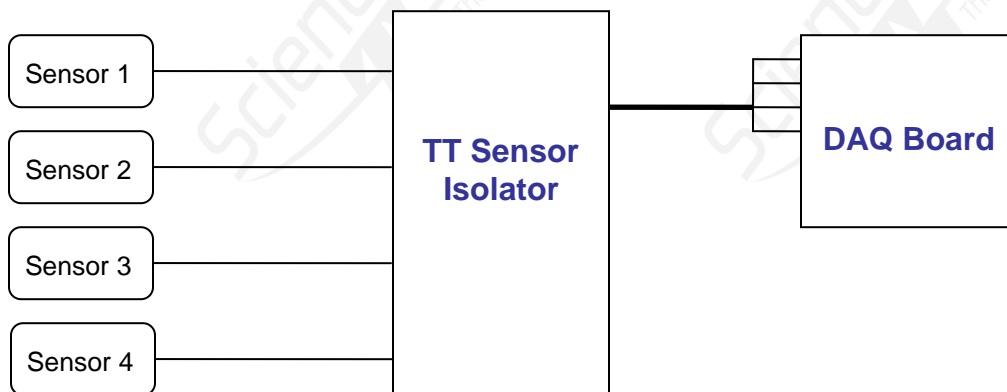 Sensor 1
Sensor 2
Sensor 3
Sensor 4
TT Sensor
Isolator
DAQ Board